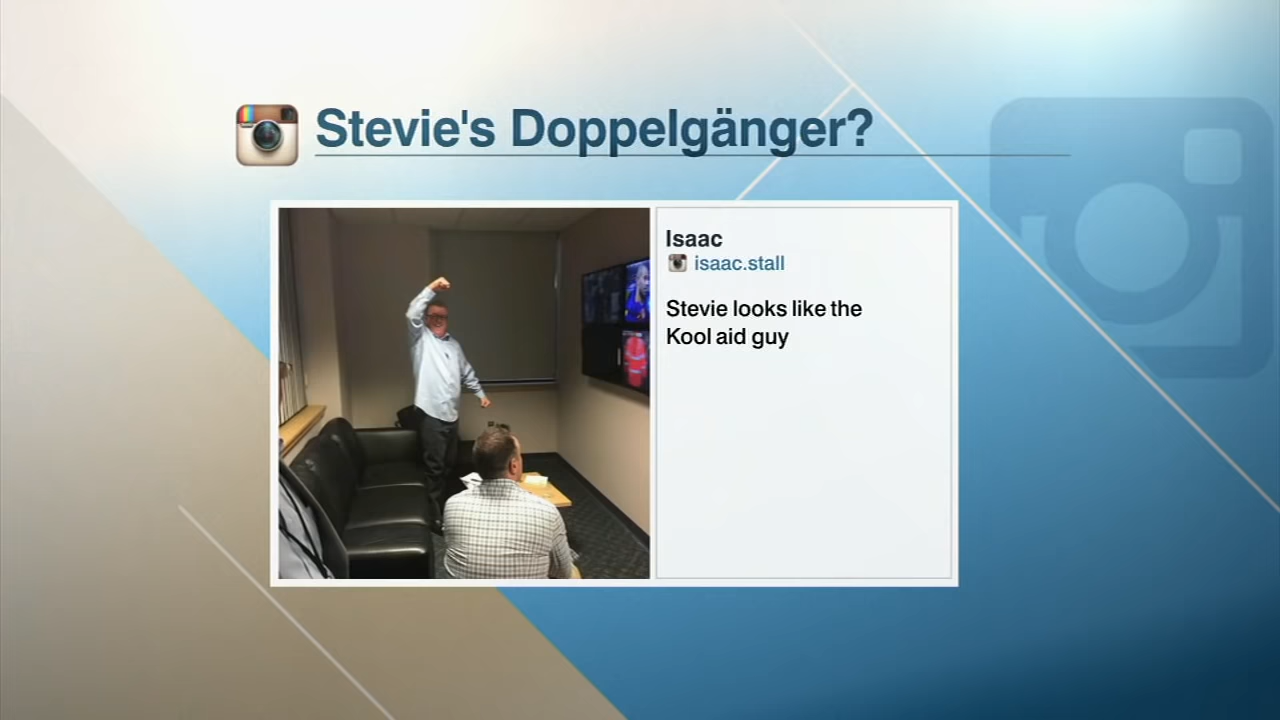 Stevie's Doppelgänger?
Isaac
isaac.stall
Stevie looks like the
Kool aid guy